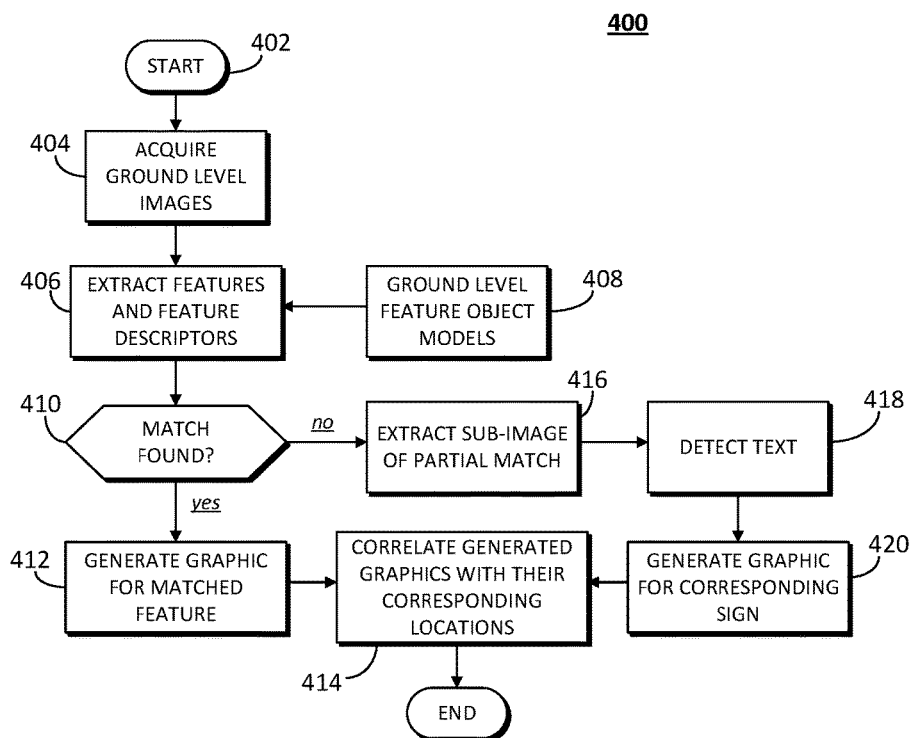 400
402
START
404
ACQUIRE
GROUND LEVEL
IMAGES
406
EXTRACT FEATURES
AND FEATURE
DESCRIPTORS
GROUND LEVEL
FEATURE OBJECT
MODELS
408
410
MATCH
FOUND?
no
416
EXTRACT SUB-IMAGE
OF PARTIAL MATCH
418
DETECT TEXT
yes
412
GENERATE GRAPHIC
FOR MATCHED
FEATURE
CORRELATE GENERATED
GRAPHICS WITH THEIR
CORRESPONDING
LOCATIONS
414
GENERATE GRAPHIC
FOR CORRESPONDING
SIGN
420
END